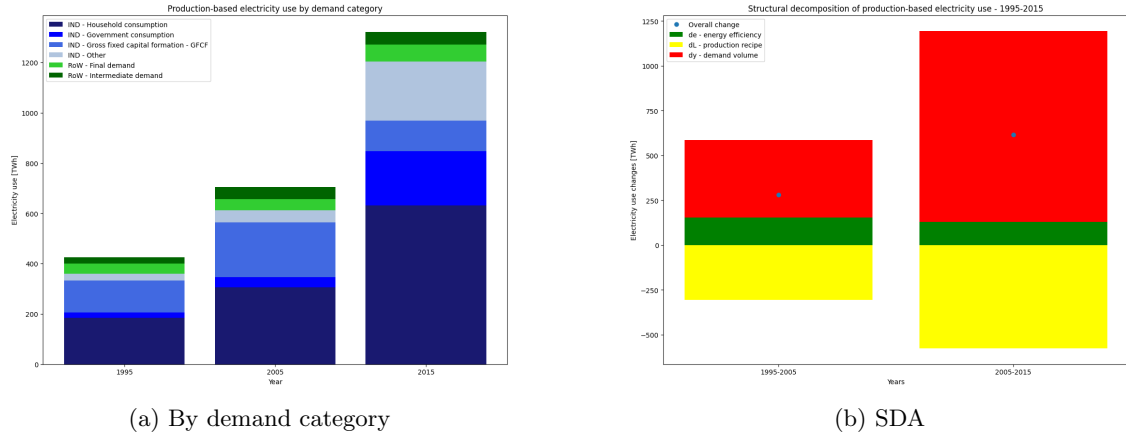 Production-based electricity use by demand category
IND - Household consumption
IND - Government consumption
IND - Gross fixed capital formation - GFCF
IND - Other
RoW - Final demand
RoW - Intermediate demand
Electricity use [TWh]
1200
1000
800
600
400
200
0
1995
2005
2015
Year
(a) By demand category
Structural decomposition of production-based electricity use - 1995-2015
Overall change
de - energy efficiency
dL - production recipe
dy - demand volume
Electricity use changes [TWh]
1250
1000
750
500
250
0
−250
−500
1995-2005
2005-2015
Years
(b) SDA